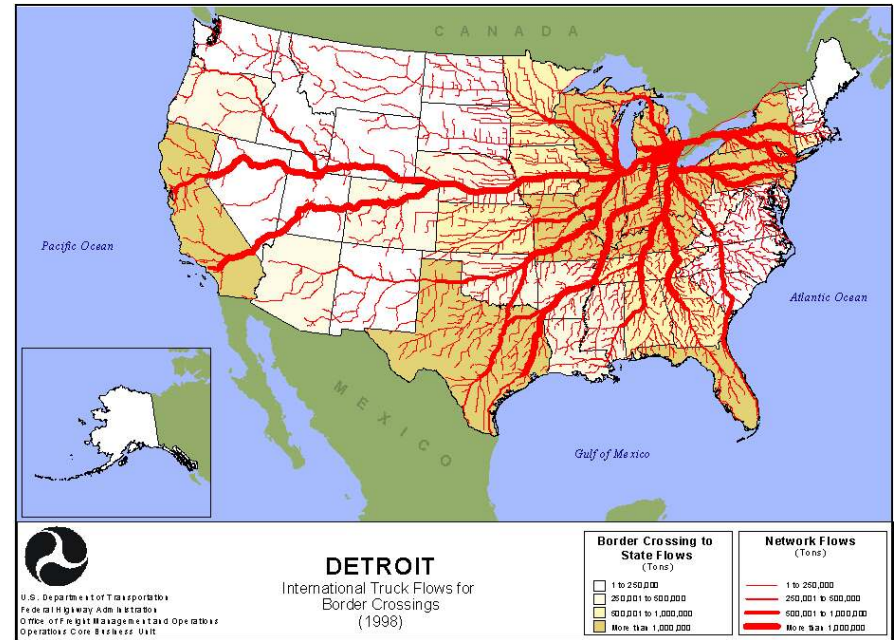 CANADA
Pacific Ocean
Atlantic Ocean
MEXICO
Gulf of Mexico
U.S. Department of Transportation
Federal Highway Administration
Office of Freight Management and Operations
Operations Core Business Unit
DETROIT
International Truck Flows for
Border Crossings
(1998)
Border Crossing to
State Flows
(Tons)
1 to 250,000
250,001 to 500,000
500,001 to 1,000,000
More than 1,000,000
Network Flows
(Tons)
1 to 250,000
250,001 to 500,000
500,001 to 1,000,000
More than 1,000,000